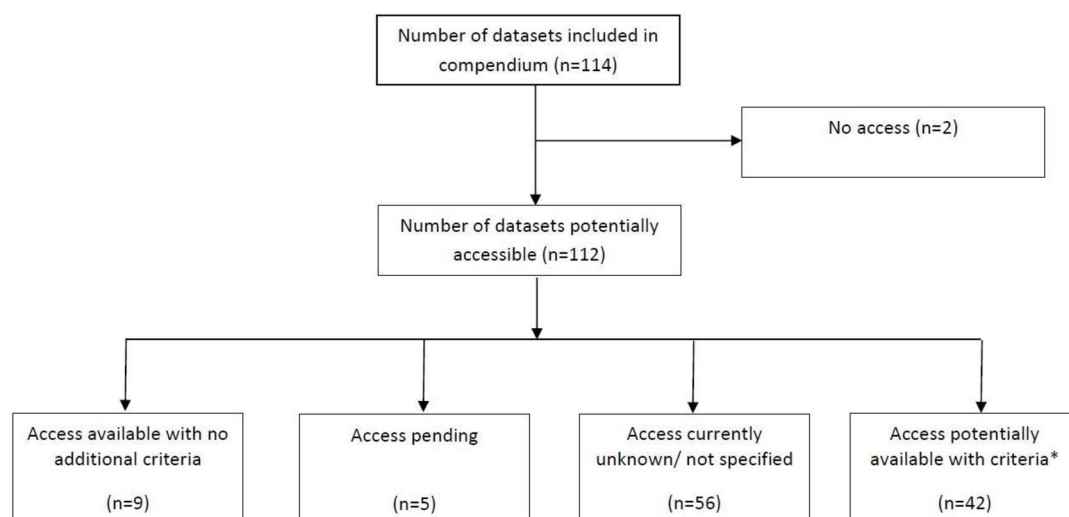 Number of datasets included in
compendium (n=114)
No access (n=2)
Number of datasets potentially
accessible (n=112)
Access available with no
additional criteria
(n=9)
Access pending
(n=5)
Access currently
unknown/ not specified
(n=56)
Access potentially
available with criteria*
(n=42)